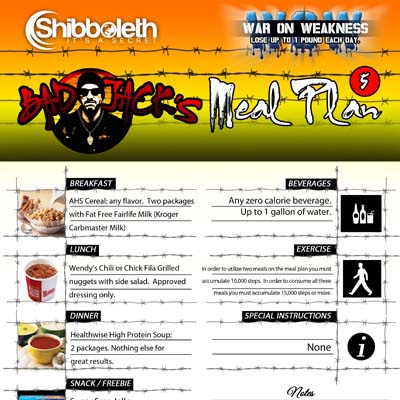 Shibboleth
IT'S A SECRET
WAR ON WEAKNESS
LOSE UP TO 1 POUND EACH DAY
BAD JACK'S
Meal Plan
5
BREAKFAST
AHS Cereal; any flavor. Two packages
with Fat Free Fairlife Milk (Kroger
Carbmaster Milk)
LUNCH
Wendy's Chili or Chick Fila Grilled
nuggets with side salad. Approved
dressing only.
DINNER
Healthwise High Protein Soup;
2 packages. Nothing else for
great results.
SNACK / FREEBIE
BEVERAGES
Any zero calorie beverage.
Up to 1 gallon of water.
EXERCISE
In order to utilize two meals on the meal plan you must
accumulate 10,000 steps. In order to consume all three
meals you must accumulate 15,000 steps or more.
SPECIAL INSTRUCTIONS
None
i
Notes